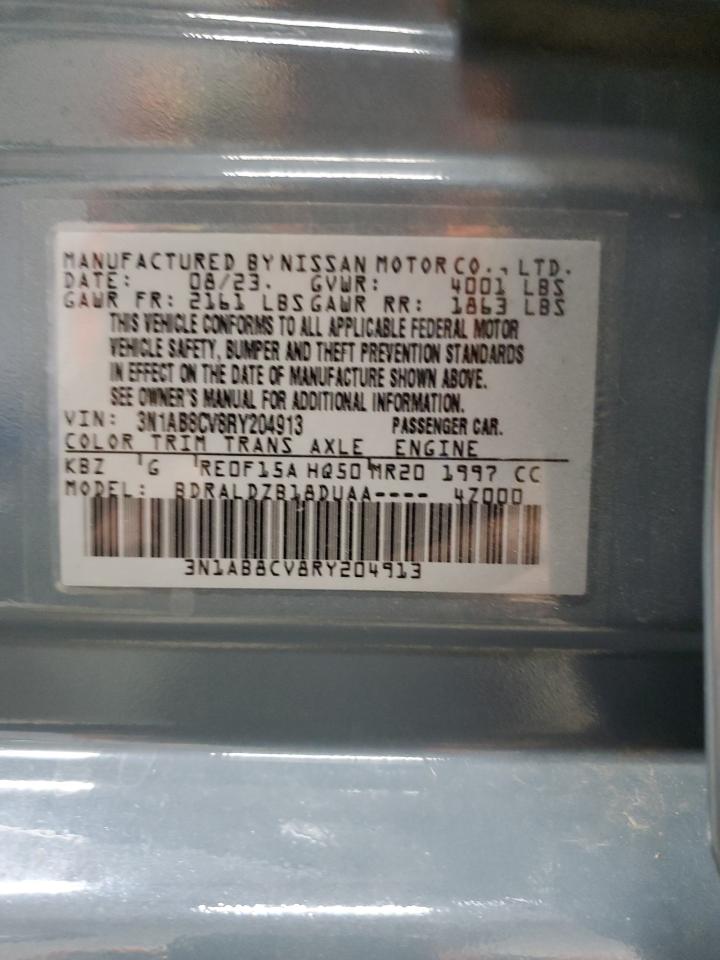 MANUFACTURED BY NISSAN MOTOR CO., LTD.
DATE: 08/23. GVWR: 4001 LBS
GAWR FR: 2161 LBS GAWR RR: 1863 LBS
THIS VEHICLE CONFORMS TO ALL APPLICABLE FEDERAL MOTOR
VEHICLE SAFETY, BUMPER AND THEFT PREVENTION STANDARDS
IN EFFECT ON THE DATE OF MANUFACTURE SHOWN ABOVE.
SEE OWNER'S MANUAL FOR ADDITIONAL INFORMATION.
VIN: 3N1AB8CV8RY204913 PASSENGER CAR.
COLOR TRIM TRANS AXLE ENGINE
KBZ G RE0F15A HQ50 MR20 1997 CC
MODEL: BDRALDZB18DUAA---- 4Z000
3N1AB8CV8RY204913